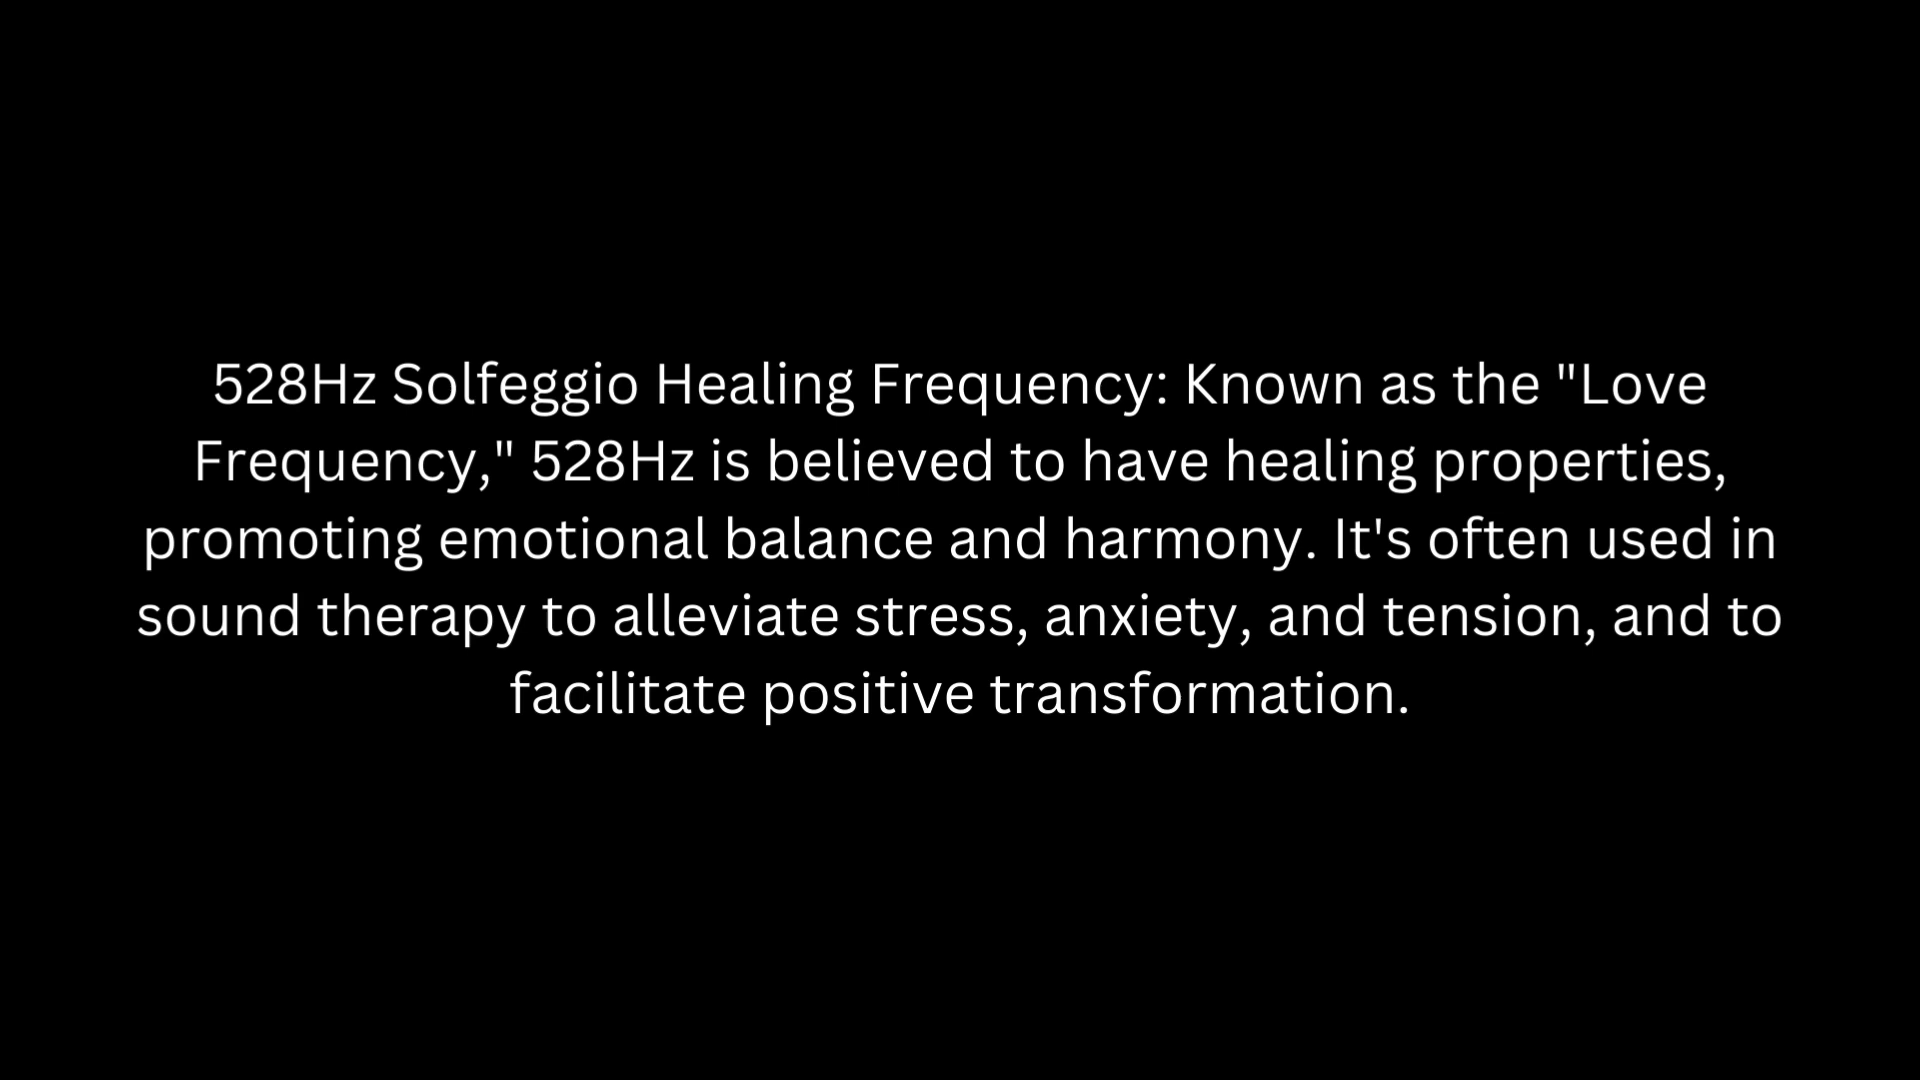 528Hz Solfeggio Healing Frequency: Known as the "Love
Frequency," 528Hz is believed to have healing properties,
promoting emotional balance and harmony. It's often used in
sound therapy to alleviate stress, anxiety, and tension, and to
facilitate positive transformation.